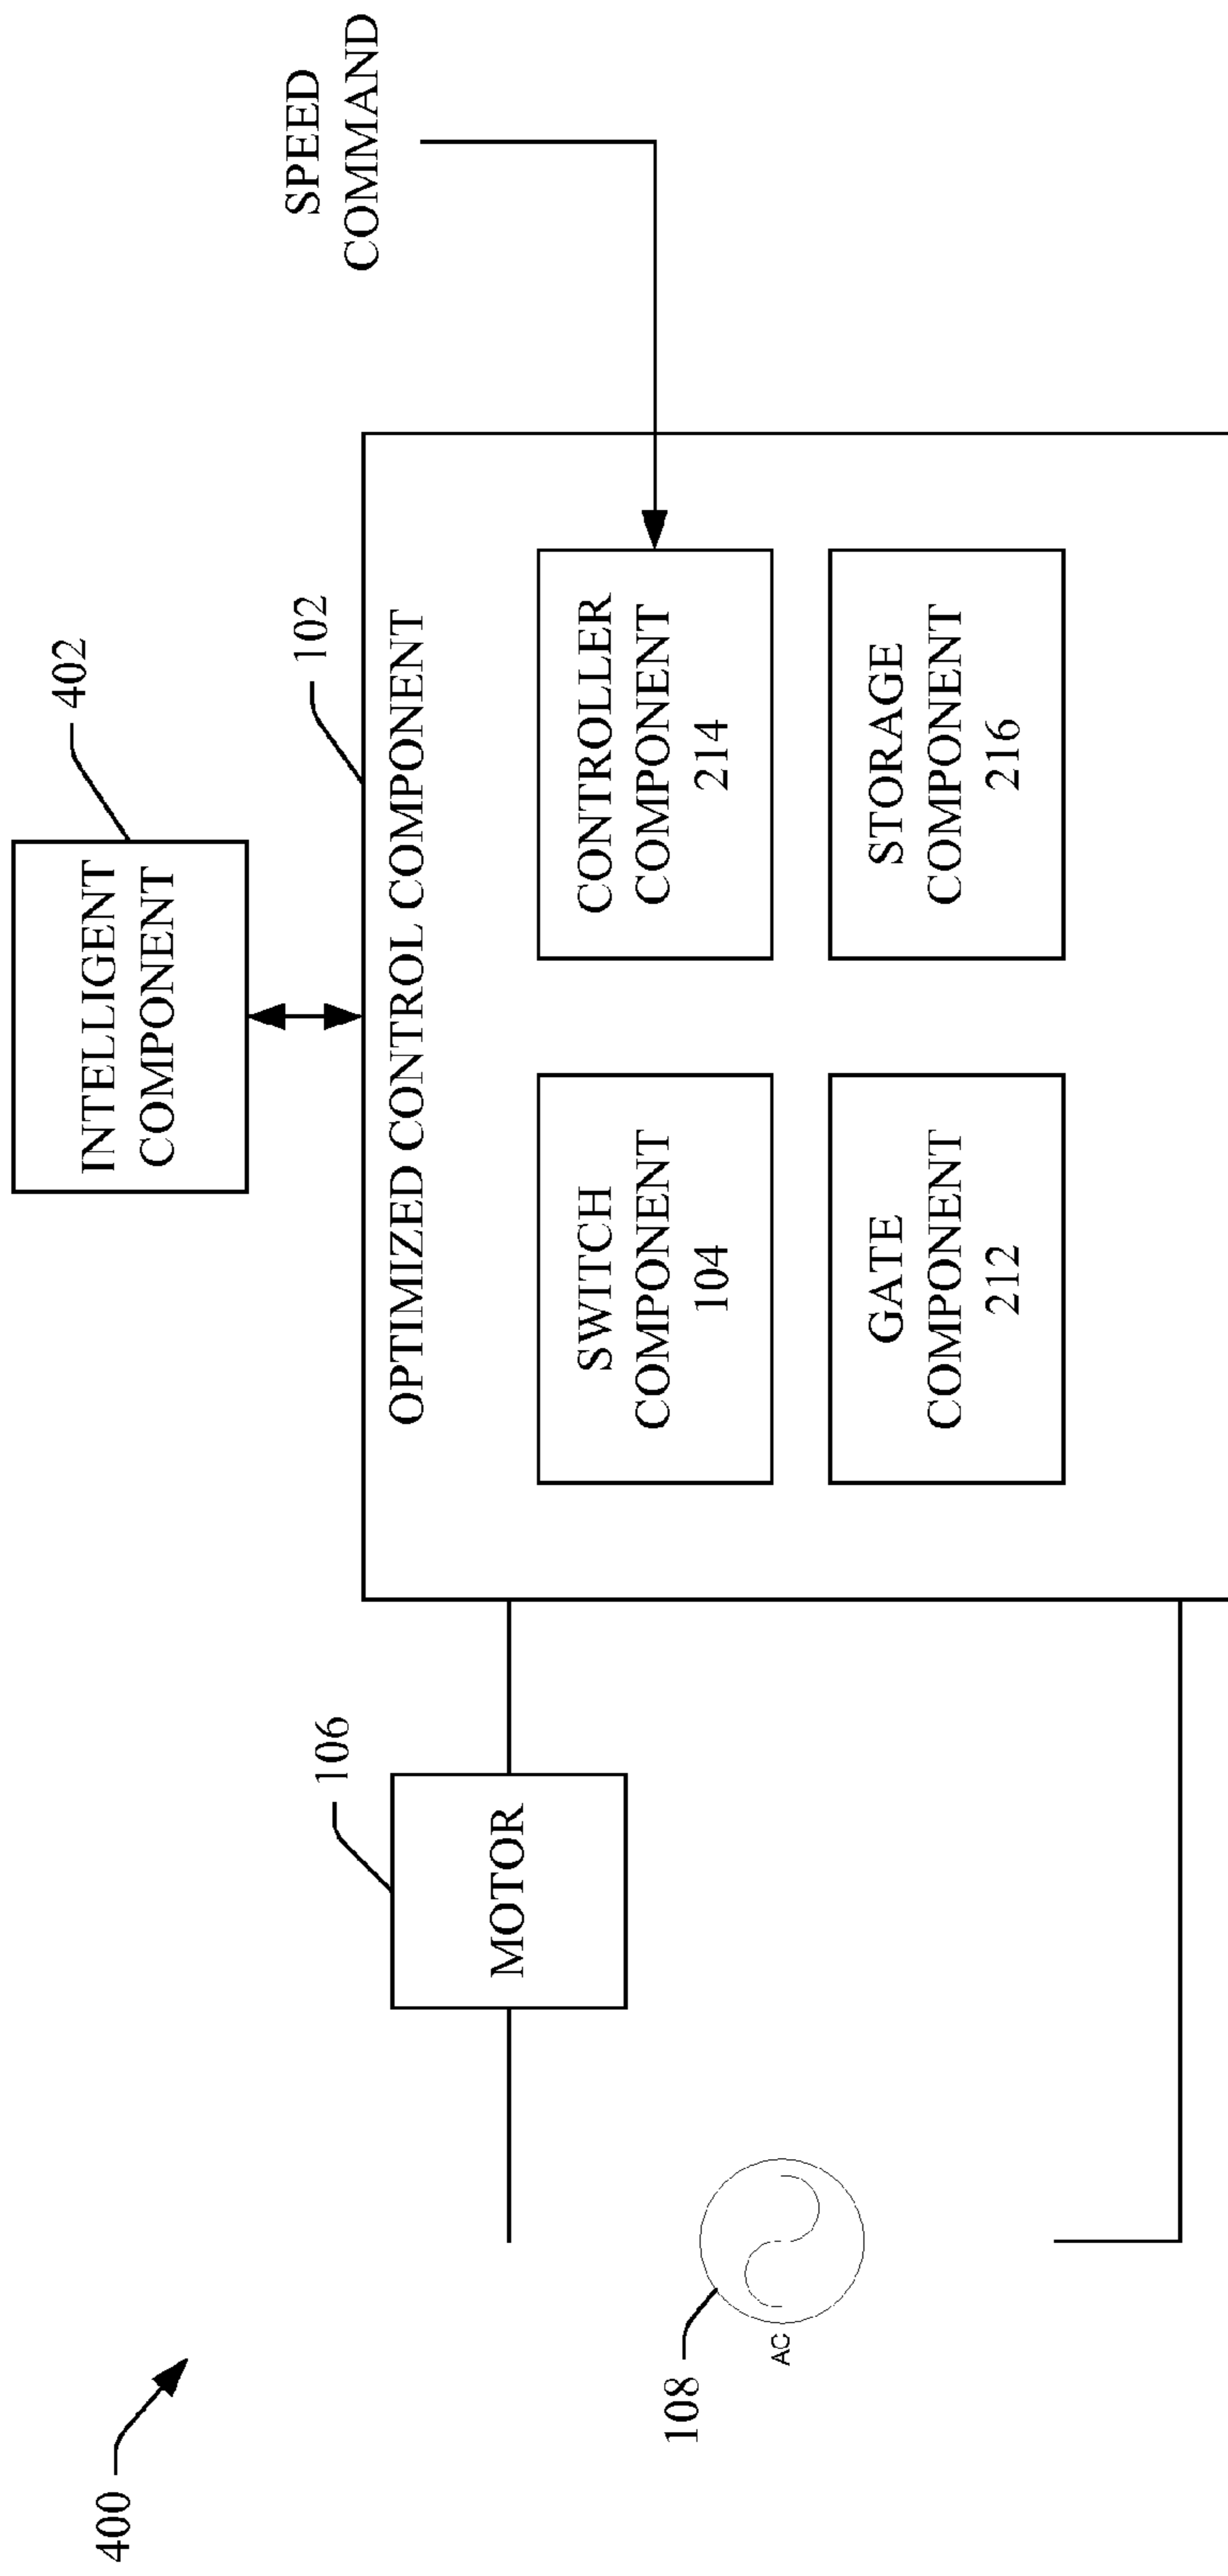 400
INTELLIGENT
COMPONENT
402
102
SPEED
COMMAND
106
OPTIMIZED CONTROL COMPONENT
MOTOR
SWITCH
COMPONENT
104
CONTROLLER
COMPONENT
214
108
AC
GATE
COMPONENT
212
STORAGE
COMPONENT
216